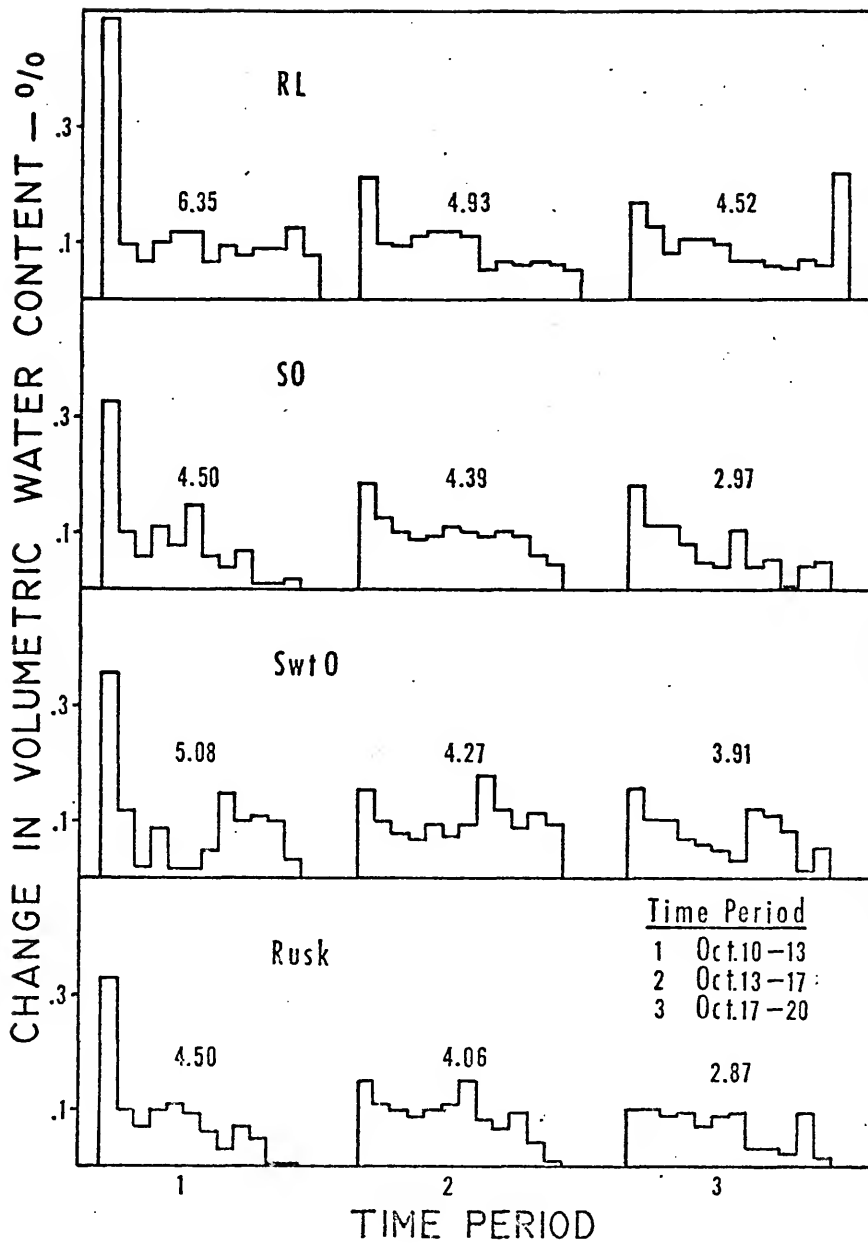 CHANGE IN VOLUMETRIC WATER CONTENT — %
RL
.3
.1
6.35
4.93
4.52
SO
.3
.1
4.50
4.39
2.97
SwtO
.3
.1
5.08
4.27
3.91
Rusk
.3
.1
4.50
4.06
2.87
Time Period
1 Oct.10–13
2 Oct.13–17
3 Oct.17–20
1
2
3
TIME PERIOD